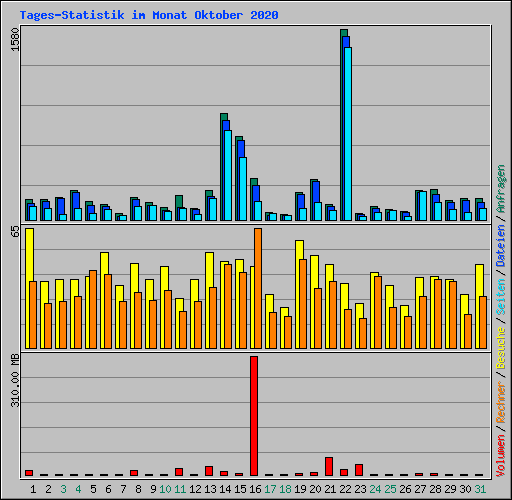 Tages-Statistik im Monat Oktober 2020
1580
65
310.00 MB
Volumen / Rechner / Besuche / Seiten / Dateien / Anfragen
1 2 3 4 5 6 7 8 9 10 11 12 13 14 15 16 17 18 19 20 21 22 23 24 25 26 27 28 29 30 31